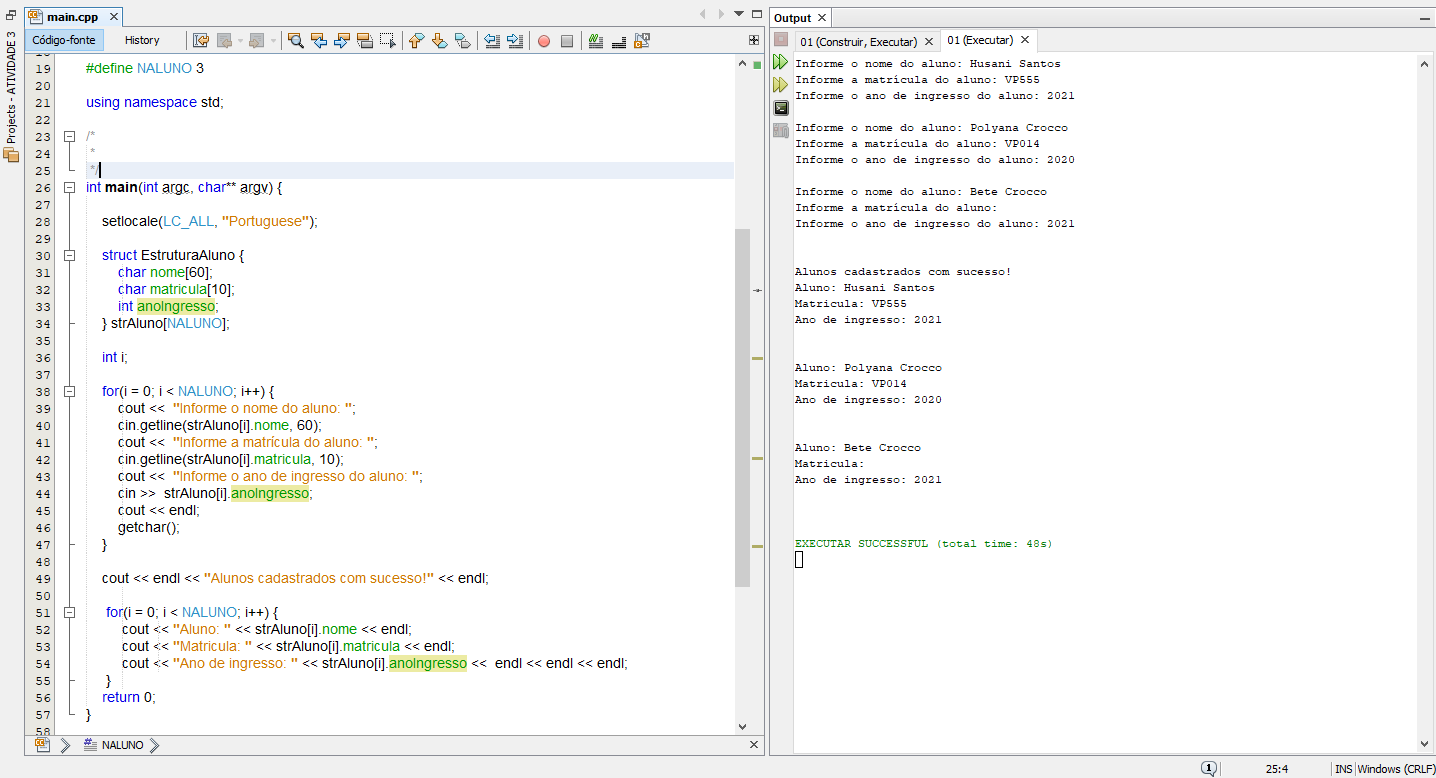 main.cpp
Código-fonte
History
Projects - ATIVIDADE 3
19 #define NALUNO 3
20
21 using namespace std;
22
23 /*
24 *
25 */
26 int main(int argc, char** argv) {
27
28 setlocale(LC_ALL, "Portuguese");
29
30 struct EstruturaAluno {
31 char nome[60];
32 char matricula[10];
33 int anoIngresso;
34 } strAluno[NALUNO];
35
36 int i;
37
38 for(i = 0; i < NALUNO; i++) {
39 cout <<  "Informe o nome do aluno: ";
40 cin.getline(strAluno[i].nome, 60);
41 cout <<  "Informe a matrícula do aluno: ";
42 cin.getline(strAluno[i].matricula, 10);
43 cout <<  "Informe o ano de ingresso do aluno: ";
44 cin >>  strAluno[i].anoIngresso;
45 cout << endl;
46 getchar();
47 }
48
49 cout << endl << "Alunos cadastrados com sucesso!" << endl;
50
51 for(i = 0; i < NALUNO; i++) {
52 cout << "Aluno: " << strAluno[i].nome << endl;
53 cout << "Matricula: " << strAluno[i].matricula << endl;
54 cout << "Ano de ingresso: " << strAluno[i].anoIngresso <<  endl << endl << endl;
55 }
56 return 0;
57 }
58
NALUNO
Output
01 (Construir, Executar)
01 (Executar)
Informe o nome do aluno: Husani Santos
Informe a matrícula do aluno: VP555
Informe o ano de ingresso do aluno: 2021
Informe o nome do aluno: Polyana Crocco
Informe a matrícula do aluno: VP014
Informe o ano de ingresso do aluno: 2020
Informe o nome do aluno: Bete Crocco
Informe a matrícula do aluno:
Informe o ano de ingresso do aluno: 2021
Alunos cadastrados com sucesso!
Aluno: Husani Santos
Matricula: VP555
Ano de ingresso: 2021
Aluno: Polyana Crocco
Matricula: VP014
Ano de ingresso: 2020
Aluno: Bete Crocco
Matricula:
Ano de ingresso: 2021
EXECUTAR SUCCESSFUL (total time: 48s)
1
25:4
INS
Windows (CRLF)